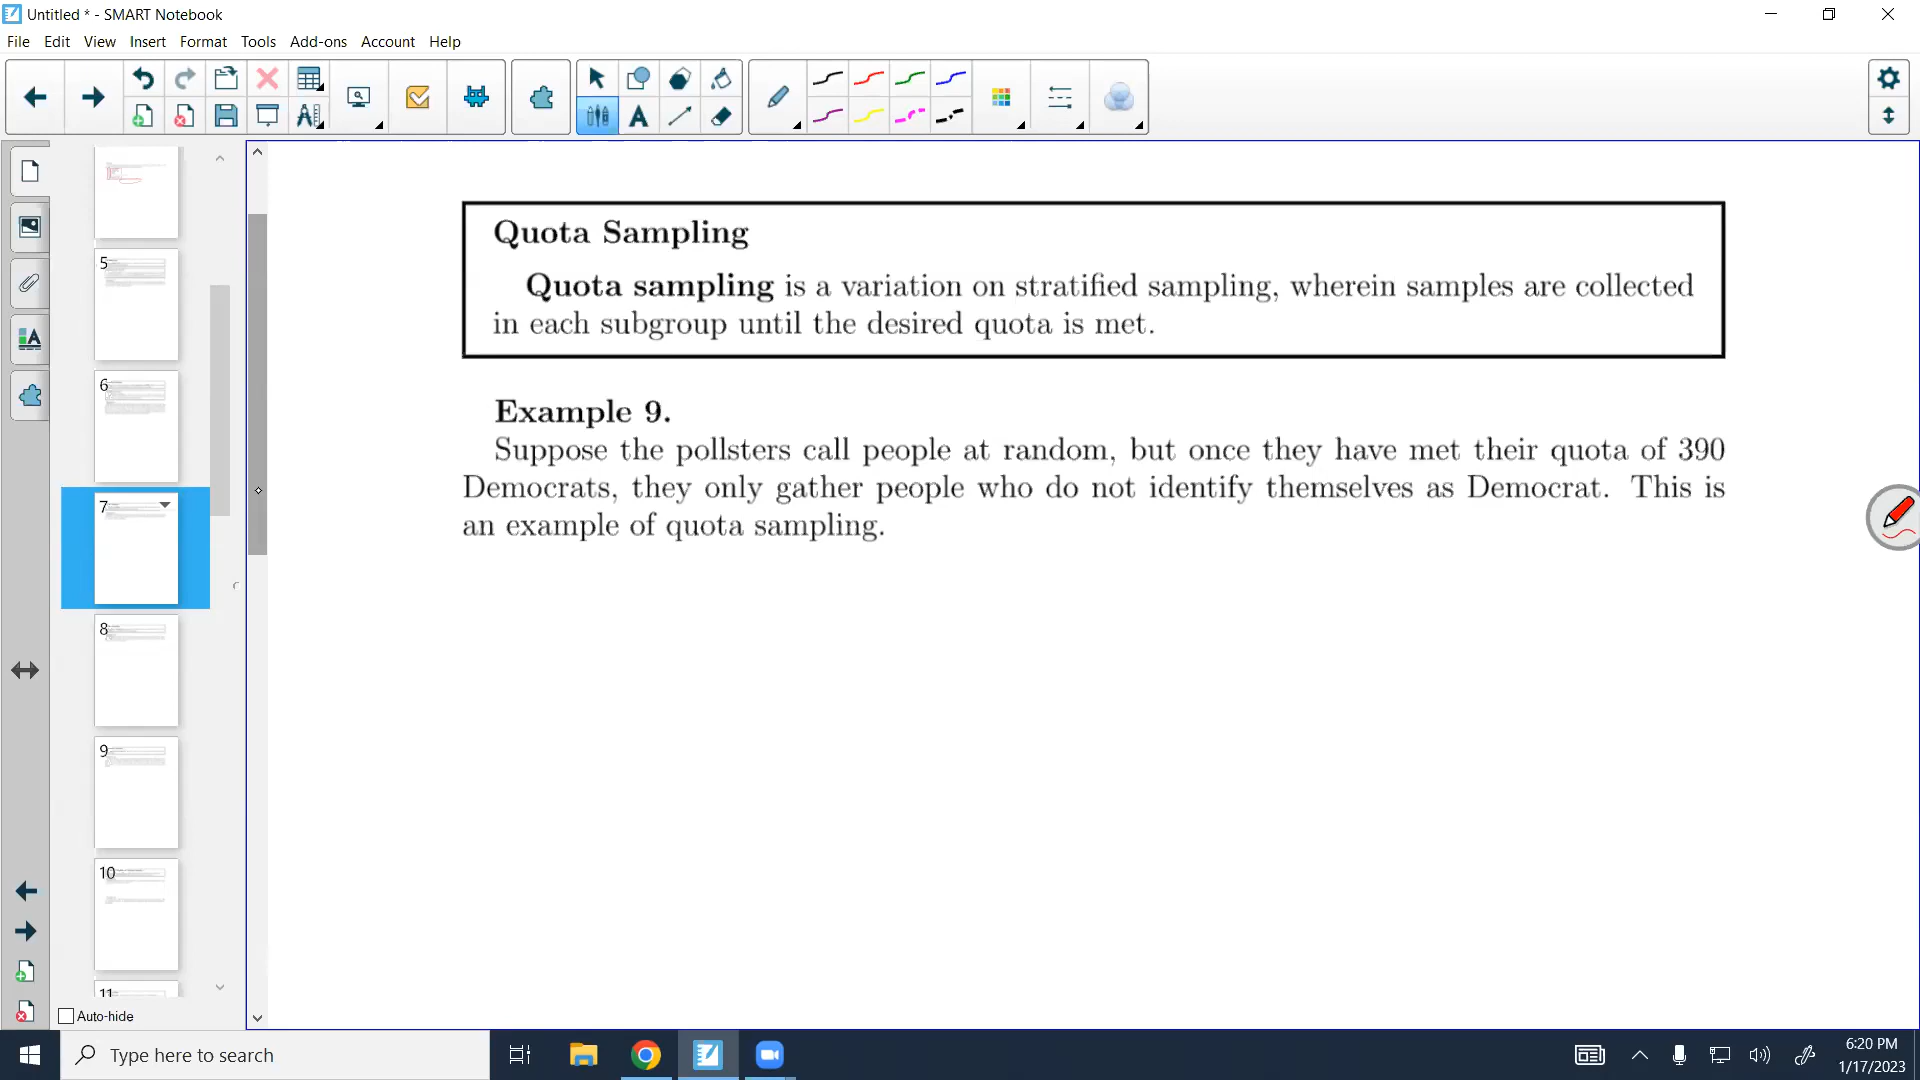 Untitled * - SMART Notebook
File Edit View Insert Format Tools Add-ons Account Help
Quota Sampling
Quota sampling is a variation on stratified sampling, wherein samples are collected
in each subgroup until the desired quota is met.
Example 9.
Suppose the pollsters call people at random, but once they have met their quota of 390
Democrats, they only gather people who do not identify themselves as Democrat. This is
an example of quota sampling.
5
6
7
8
9
10
11
Auto-hide
Type here to search
6:20 PM
1/17/2023